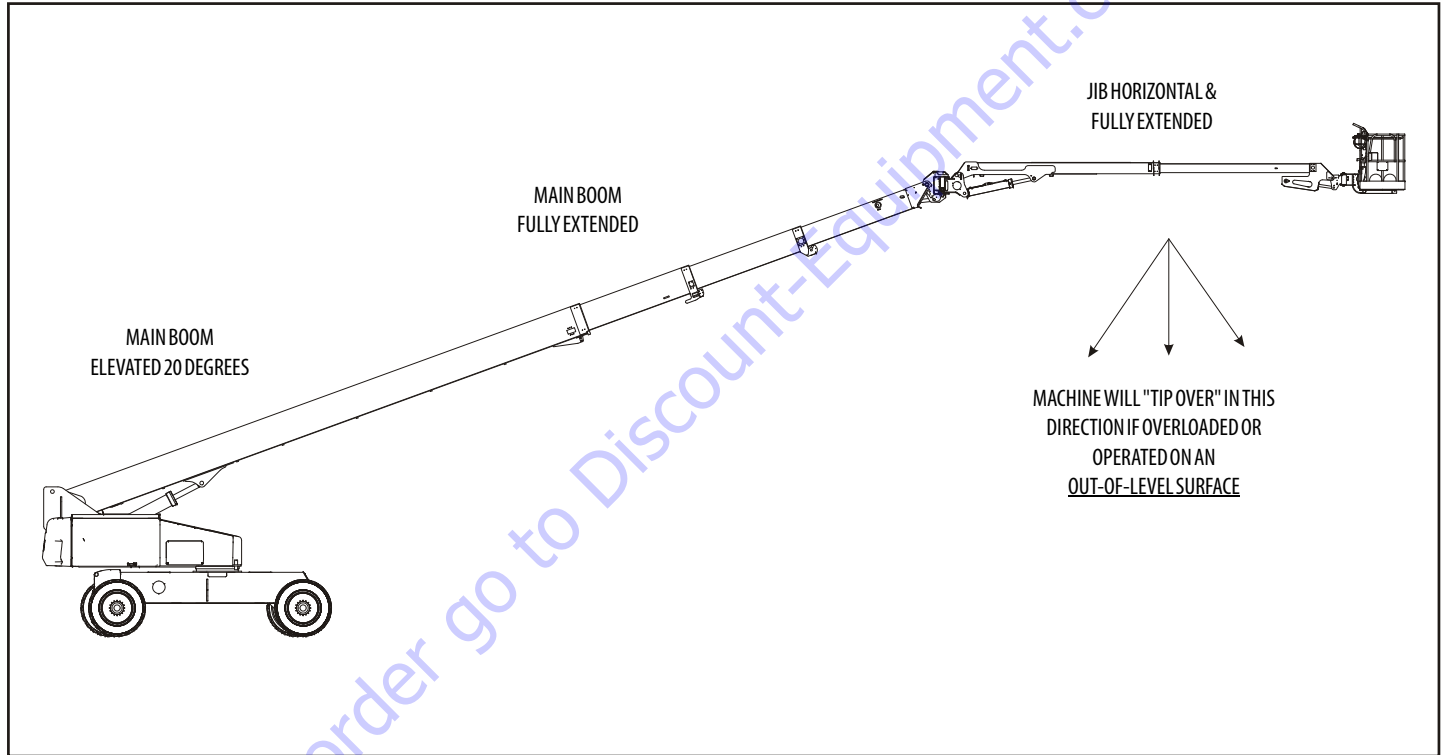 JIB HORIZONTAL &
FULLY EXTENDED
MAIN BOOM
FULLY EXTENDED
MAIN BOOM
ELEVATED 20 DEGREES
MACHINE WILL "TIP OVER" IN THIS
DIRECTION IF OVERLOADED OR
OPERATED ON AN
OUT-OF-LEVEL SURFACE
order go to Discount-Equipment.c